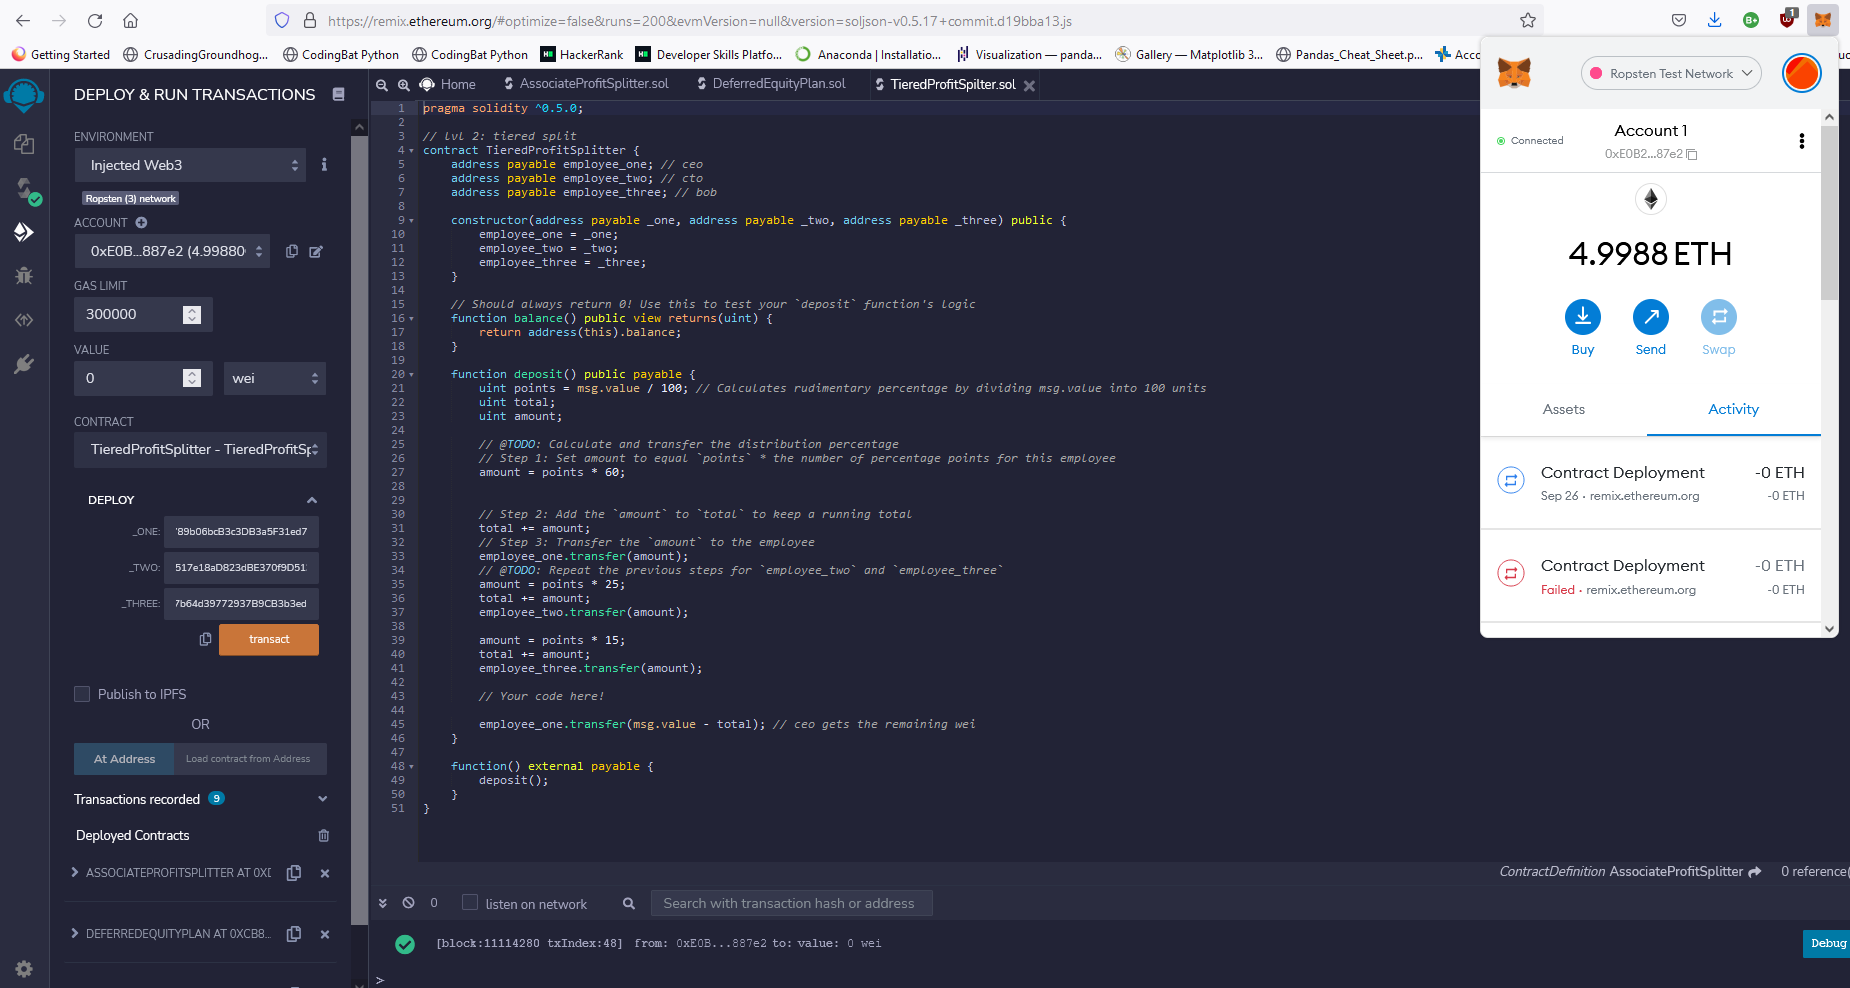 https://remix.ethereum.org/#optimize=false&runs=200&evmVersion=null&version=soljson-v0.5.17+commit.d19bba13.js
Getting Started CrusadingGroundhog... CodingBat Python CodingBat Python HackerRank Developer Skills Platfo... Anaconda | Installatio... Visualization — panda... Gallery — Matplotlib 3... Pandas_Cheat_Sheet.p...
DEPLOY & RUN TRANSACTIONS
ENVIRONMENT
Injected Web3
Ropsten (3) network
ACCOUNT
0xE0B...887e2 (4.99880
GAS LIMIT
300000
VALUE
0
wei
CONTRACT
TieredProfitSplitter - TieredProfitSp
DEPLOY
_ONE: '89b06bcB3c3DB3a5F31ed7
_TWO: 517e18aD823dBE370f9D51
_THREE: 7b64d39772937B9CB3b3ed
transact
Publish to IPFS
OR
At Address
Load contract from Address
Transactions recorded 9
Deployed Contracts
ASSOCIATEPROFITSPLITTER AT 0XD
DEFERREDEQUITYPLAN AT 0XCB8...
Home
AssociateProfitSplitter.sol
DeferredEquityPlan.sol
TieredProfitSpilter.sol
1 pragma solidity ^0.5.0;
2
3 // lvl 2: tiered split
4 contract TieredProfitSplitter {
5 address payable employee_one; // ceo
6 address payable employee_two; // cto
7 address payable employee_three; // bob
8
9 constructor(address payable _one, address payable _two, address payable _three) public {
10 employee_one = _one;
11 employee_two = _two;
12 employee_three = _three;
13 }
14
15 // Should always return 0! Use this to test your `deposit` function's logic
16 function balance() public view returns(uint) {
17 return address(this).balance;
18 }
19
20 function deposit() public payable {
21 uint points = msg.value / 100; // Calculates rudimentary percentage by dividing msg.value into 100 units
22 uint total;
23 uint amount;
24
25 // @TODO: Calculate and transfer the distribution percentage
26 // Step 1: Set amount to equal `points` * the number of percentage points for this employee
27 amount = points * 60;
28
29
30 // Step 2: Add the `amount` to `total` to keep a running total
31 total += amount;
32 // Step 3: Transfer the `amount` to the employee
33 employee_one.transfer(amount);
34 // @TODO: Repeat the previous steps for `employee_two` and `employee_three`
35 amount = points * 25;
36 total += amount;
37 employee_two.transfer(amount);
38
39 amount = points * 15;
40 total += amount;
41 employee_three.transfer(amount);
42
43 // Your code here!
44
45 employee_one.transfer(msg.value - total); // ceo gets the remaining wei
46 }
47
48 function() external payable {
49 deposit();
50 }
51 }
ContractDefinition AssociateProfitSplitter 0 reference(
0
listen on network
Search with transaction hash or address
[block:11114280 txIndex:48] from: 0xE0B...887e2 to: value: 0 wei
Debug
>
1
Ropsten Test Network
Connected
Account 1
0xE0B2...87e2
4.9988 ETH
Buy Send Swap
Assets Activity
Contract Deployment -0 ETH
Sep 26 · remix.ethereum.org -0 ETH
Contract Deployment -0 ETH
Failed · remix.ethereum.org -0 ETH